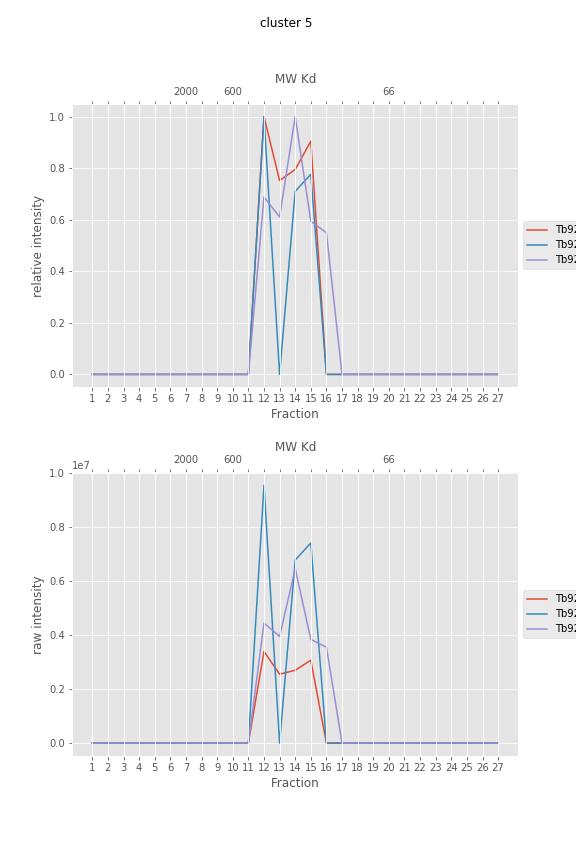 cluster 5
MW Kd
2000 600 66
1.0
0.8
0.6
0.4
0.2
0.0
relative intensity
1 2 3 4 5 6 7 8 9 10 11 12 13 14 15 16 17 18 19 20 21 22 23 24 25 26 27
Fraction
Tb92
Tb92
Tb92
MW Kd
2000 600 66
1e7
1.0
0.8
0.6
0.4
0.2
0.0
raw intensity
1 2 3 4 5 6 7 8 9 10 11 12 13 14 15 16 17 18 19 20 21 22 23 24 25 26 27
Fraction
Tb92
Tb92
Tb92